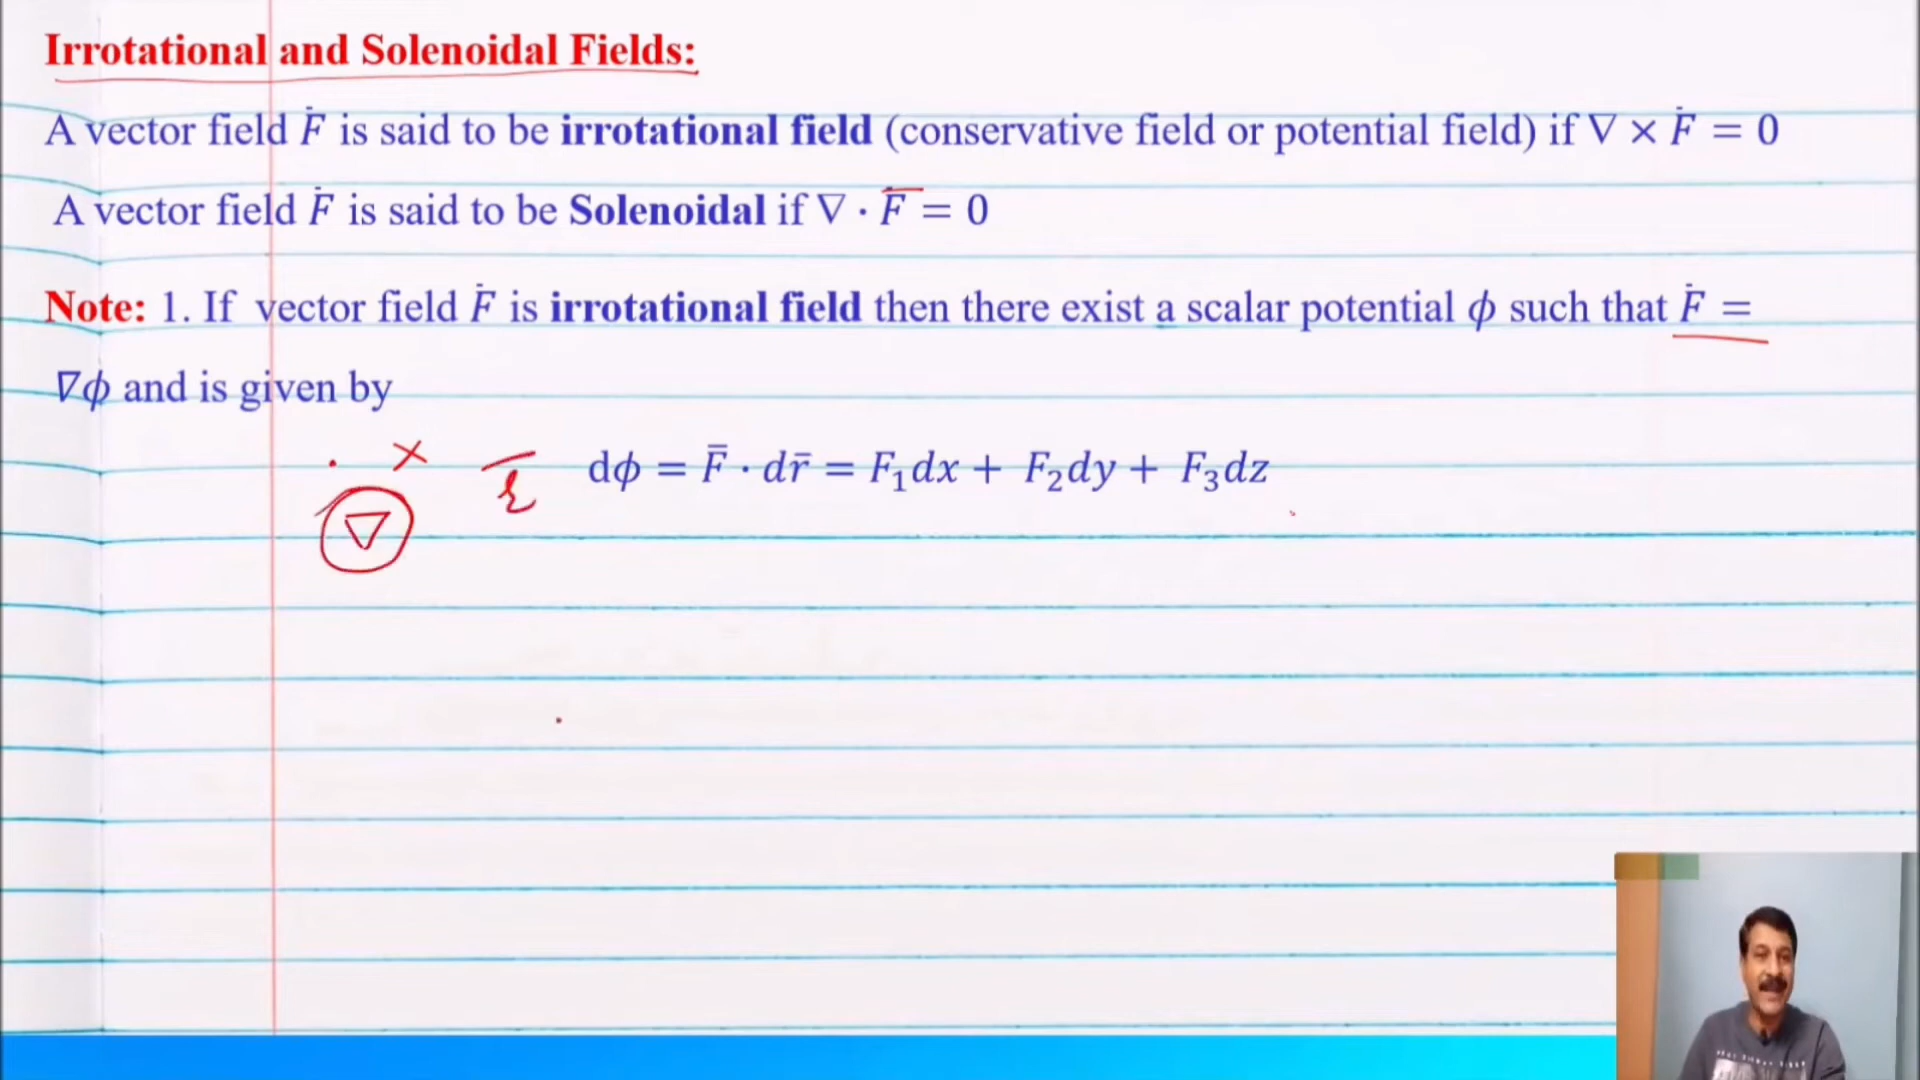 Irrotational and Solenoidal Fields:
A vector field F̄ is said to be irrotational field (conservative field or potential field) if ∇ × F̄ = 0
A vector field F̄ is said to be Solenoidal if ∇ · F̄ = 0
Note: 1. If vector field F̄ is irrotational field then there exist a scalar potential ϕ such that F̄ =
∇ϕ and is given by
· ×
dϕ = F̄ · dr̄ = F₁dx + F₂dy + F₃dz
∇